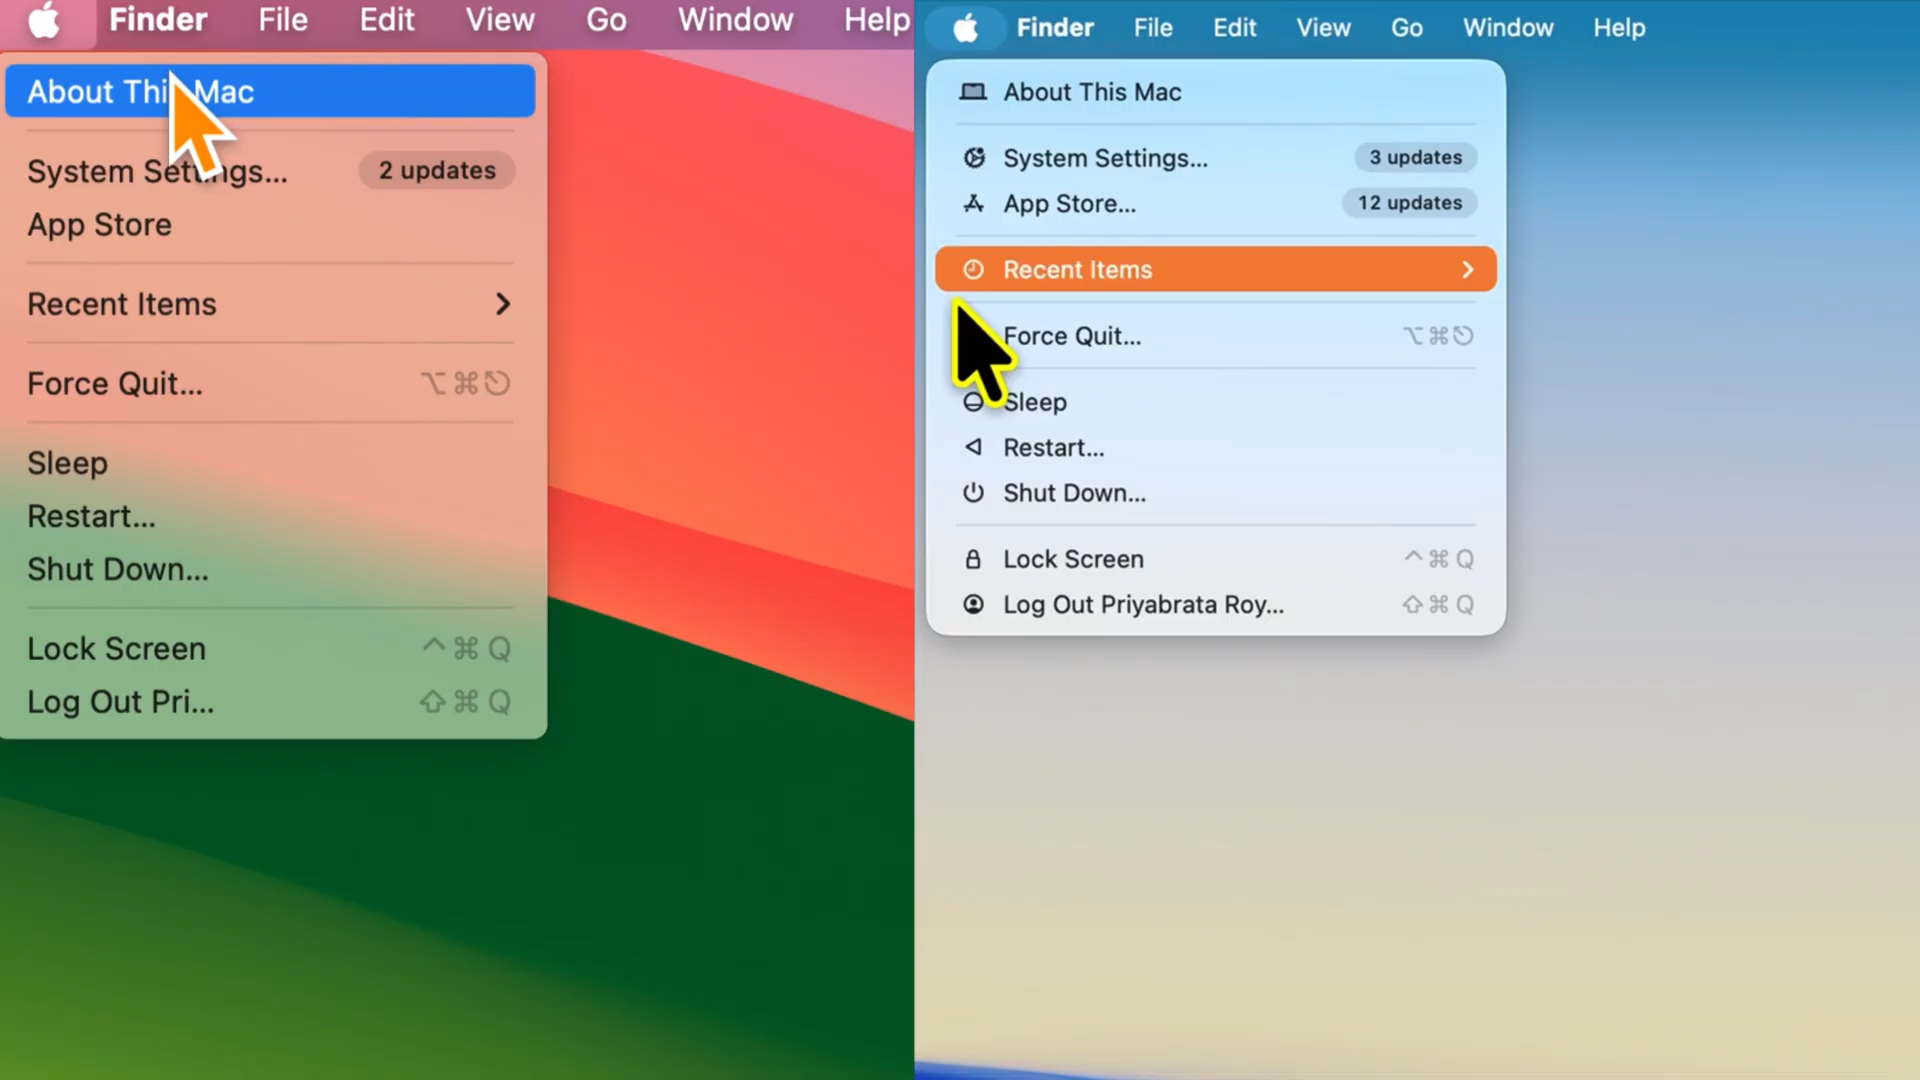 Finder File Edit View Go Window Help
About This Mac
System Settings... 2 updates
App Store
Recent Items
Force Quit... ⌥⌘⎋
Sleep
Restart...
Shut Down...
Lock Screen ^⌘Q
Log Out Pri... ⇧⌘Q
Finder File Edit View Go Window Help
About This Mac
System Settings... 3 updates
App Store... 12 updates
Recent Items
Force Quit... ⌥⌘⎋
Sleep
Restart...
Shut Down...
Lock Screen ^⌘Q
Log Out Priyabrata Roy... ⇧⌘Q